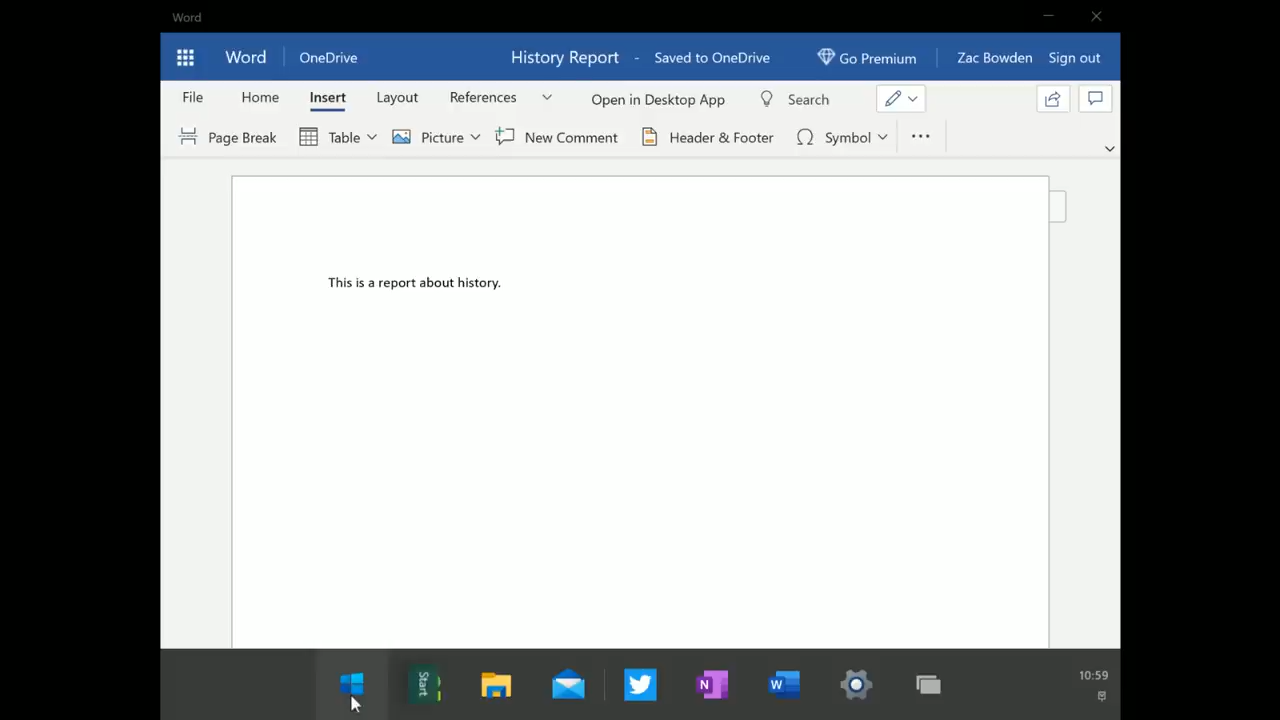 Word
Word OneDrive History Report - Saved to OneDrive Go Premium Zac Bowden Sign out
File Home Insert Layout References Open in Desktop App Search
Page Break Table Picture New Comment Header & Footer Symbol ...
This is a report about history.
Start N W 10:59